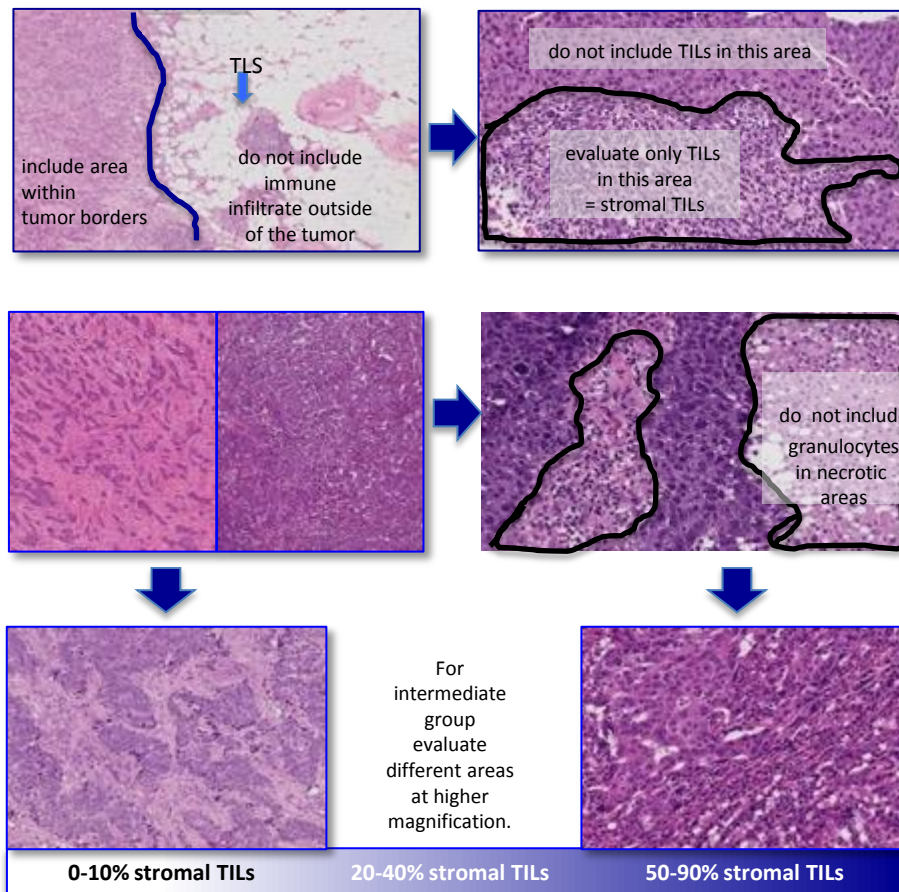 TLS
include area
within
tumor borders
do not include
immune
infiltrate outside
of the tumor
do not include TILs in this area
evaluate only TILs
in this area
= stromal TILs
do not includ
granulocytes
in necrotic
areas
For
intermediate
group
evaluate
different areas
at higher
magnification.
0-10% stromal TILs
20-40% stromal TILs
50-90% stromal TILs